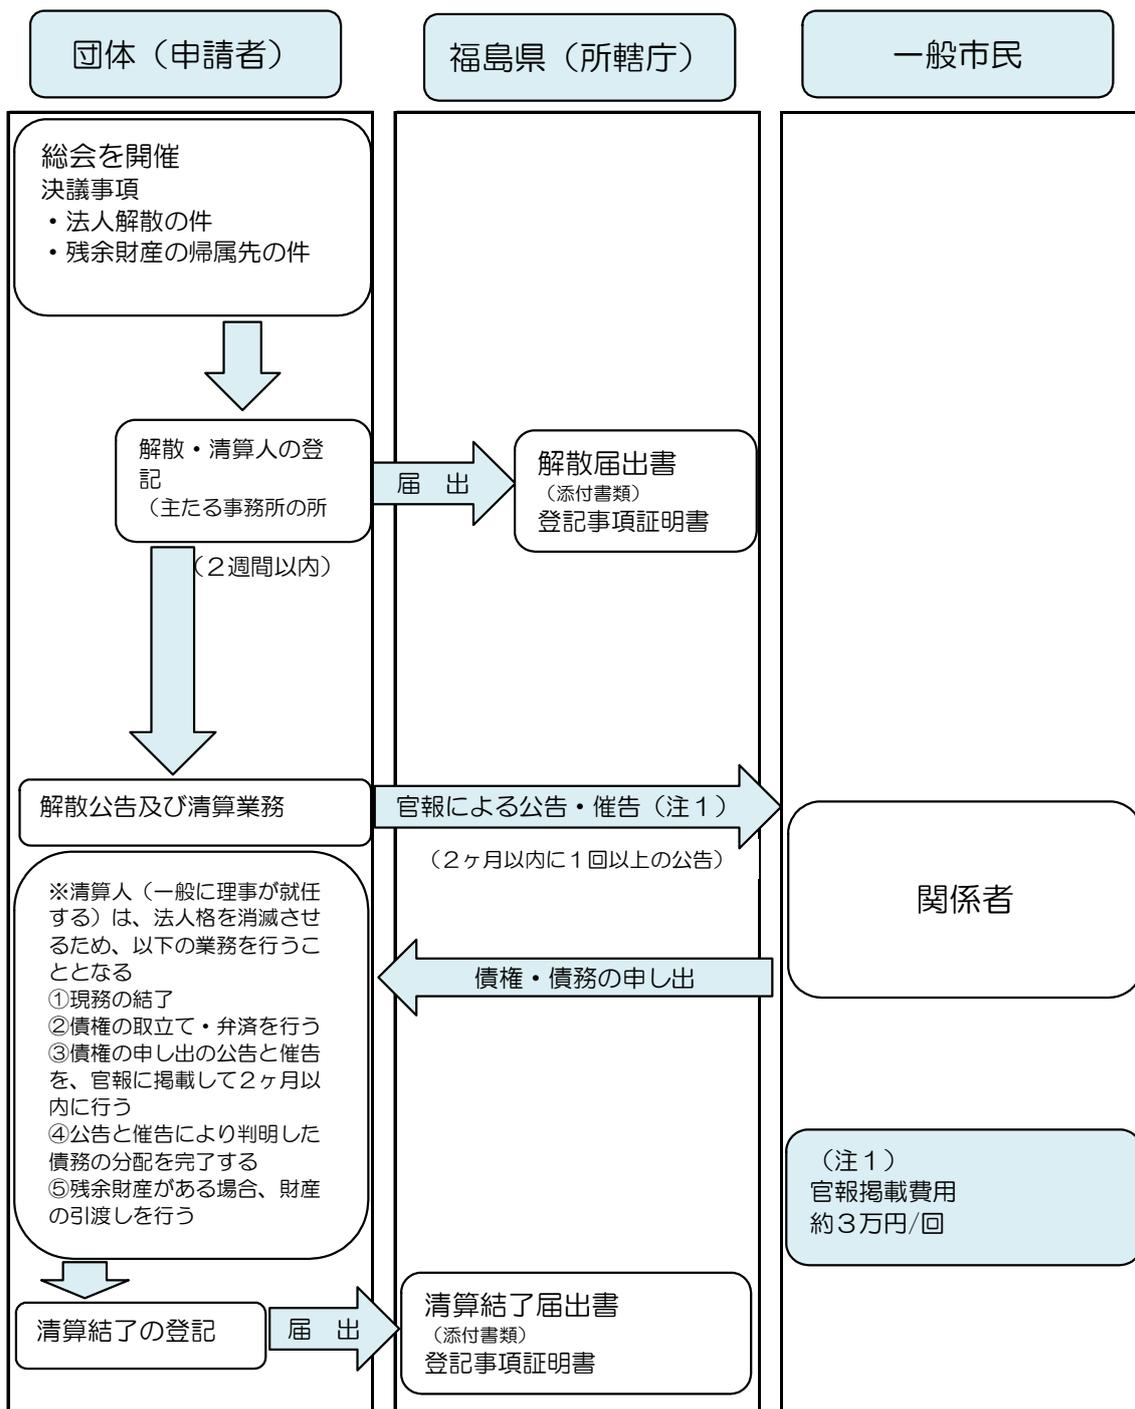 団体（申請者）
福島県（所轄庁）
一般市民
総会を開催
決議事項
・法人解散の件
・残余財産の帰属先の件
解散・清算人の登
記
（主たる事務所の所
届　出
解散届出書
（添付書類）
登記事項証明書
（２週間以内）
解散公告及び清算業務
官報による公告・催告（注１）
（２ヶ月以内に１回以上の公告）
関係者
※清算人（一般に理事が就任
する）は、法人格を消滅させ
るため、以下の業務を行うこ
ととなる
①現務の結了
②債権の取立て・弁済を行う
③債権の申し出の公告と催告
を、官報に掲載して２ヶ月以
内に行う
④公告と催告により判明した
債務の分配を完了する
⑤残余財産がある場合、財産
の引渡しを行う
債権・債務の申し出
（注１）
官報掲載費用
約３万円/回
清算結了の登記
届　出
清算結了届出書
（添付書類）
登記事項証明書